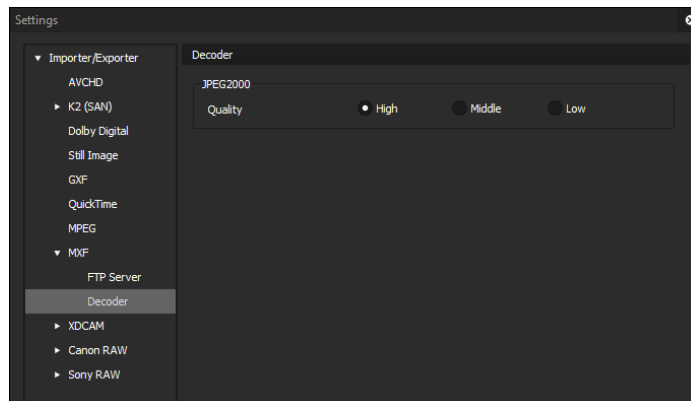 Settings
Importer/Exporter
AVCHD
K2 (SAN)
Dolby Digital
Still Image
GXF
QuickTime
MPEG
MXF
FTP Server
Decoder
XDCAM
Canon RAW
Sony RAW
Decoder
JPEG2000
Quality High Middle Low